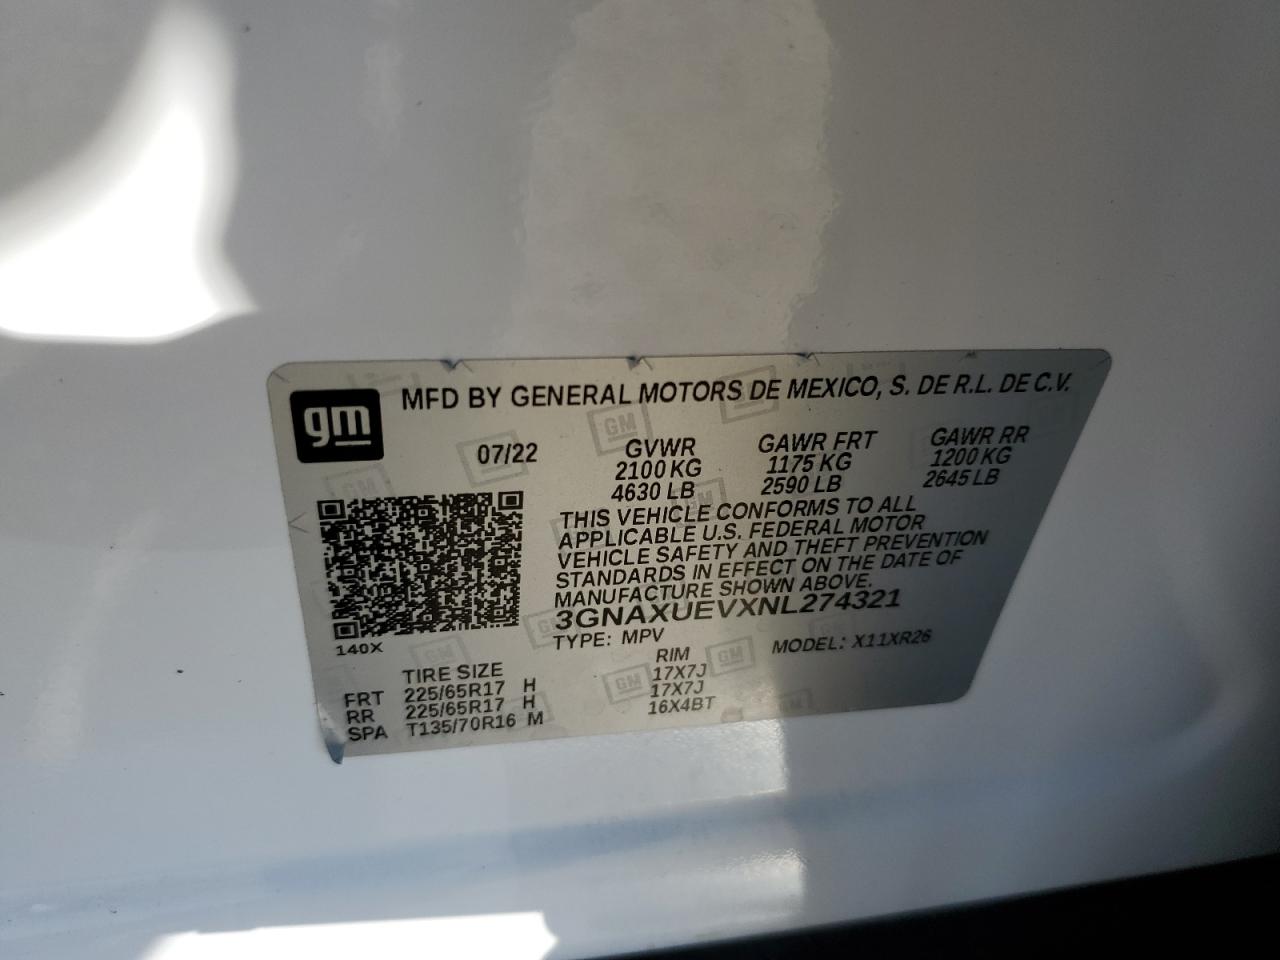 gm
MFD BY GENERAL MOTORS DE MEXICO, S. DE R.L. DE C.V.
07/22 GVWR GAWR FRT GAWR RR
2100 KG 1175 KG 1200 KG
4630 LB 2590 LB 2645 LB
THIS VEHICLE CONFORMS TO ALL
APPLICABLE U.S. FEDERAL MOTOR
VEHICLE SAFETY AND THEFT PREVENTION
STANDARDS IN EFFECT ON THE DATE OF
MANUFACTURE SHOWN ABOVE.
3GNAXUEVXNL274321
TYPE: MPV MODEL: X11XR26
140X
TIRE SIZE RIM
FRT 225/65R17 H 17X7J
RR 225/65R17 H 17X7J
SPA T135/70R16 M 16X4BT